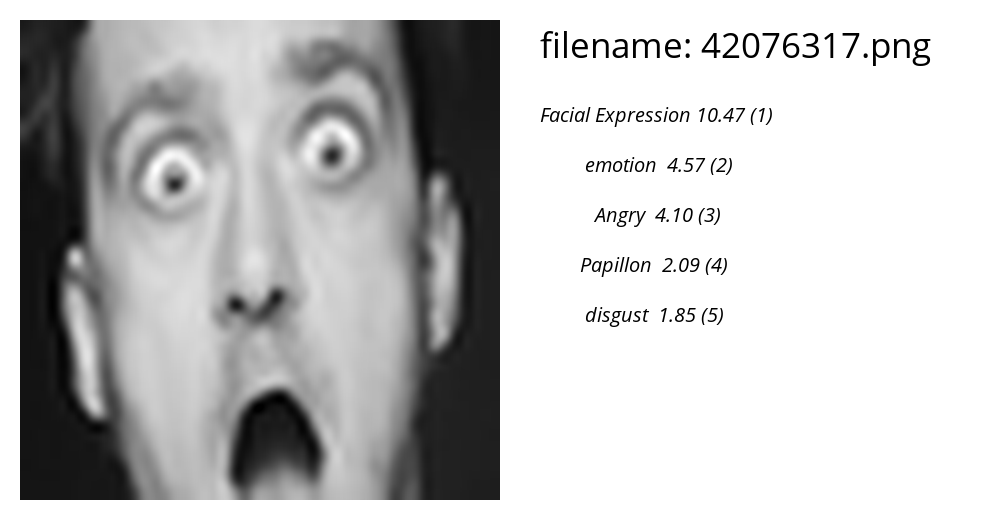 filename: 42076317.png
Facial Expression 10.47 (1)
emotion 4.57 (2)
Angry 4.10 (3)
Papillon 2.09 (4)
disgust 1.85 (5)